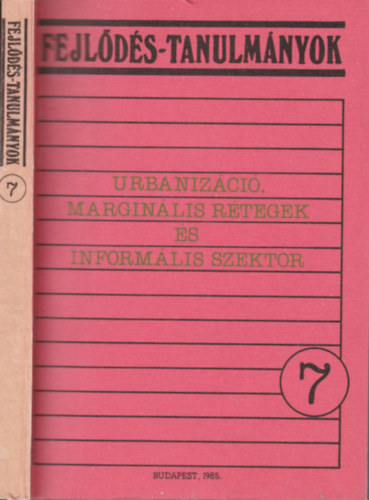 FEJLŐDÉS-TANULMÁNYOK
7
FEJLŐDÉS-TANULMÁNYOK
URBANIZÁCIÓ,
MARGINÁLIS RÉTEGEK
ÉS
INFORMÁLIS SZEKTOR
7
BUDAPEST, 1985.